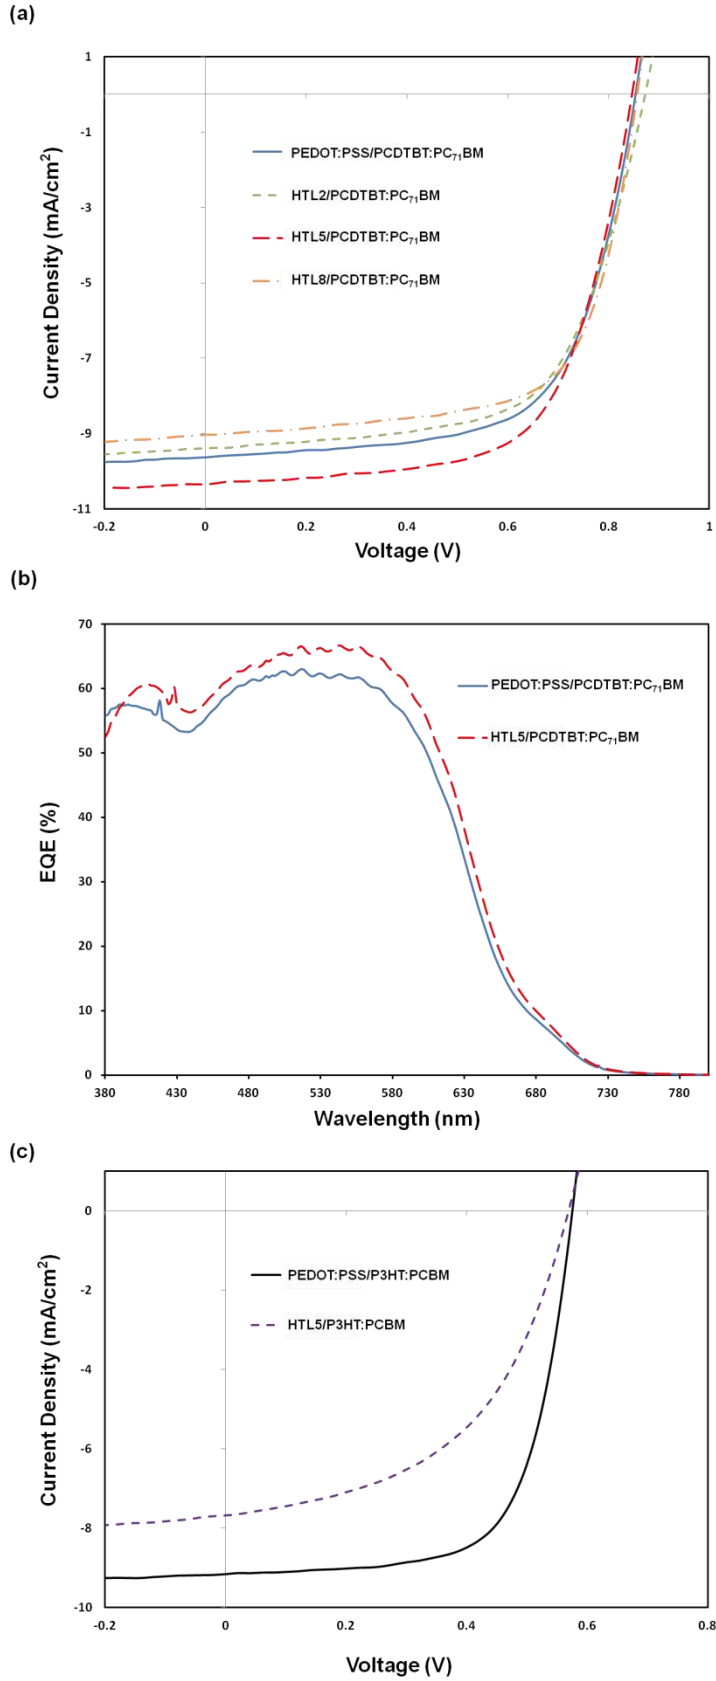 (a)
1
-1
-3
-5
-7
-9
-11
Current Density (mA/cm²)
PEDOT:PSS/PCDTBT:PC₇₁BM
HTL2/PCDTBT:PC₇₁BM
HTL5/PCDTBT:PC₇₁BM
HTL8/PCDTBT:PC₇₁BM
-0.2 0 0.2 0.4 0.6 0.8 1
Voltage (V)
(b)
70
60
50
40
30
20
10
0
EQE (%)
PEDOT:PSS/PCDTBT:PC₇₁BM
HTL5/PCDTBT:PC₇₁BM
380 430 480 530 580 630 680 730 780
Wavelength (nm)
(c)
0
-2
-4
-6
-8
-10
Current Density (mA/cm²)
PEDOT:PSS/P3HT:PCBM
HTL5/P3HT:PCBM
-0.2 0 0.2 0.4 0.6 0.8
Voltage (V)